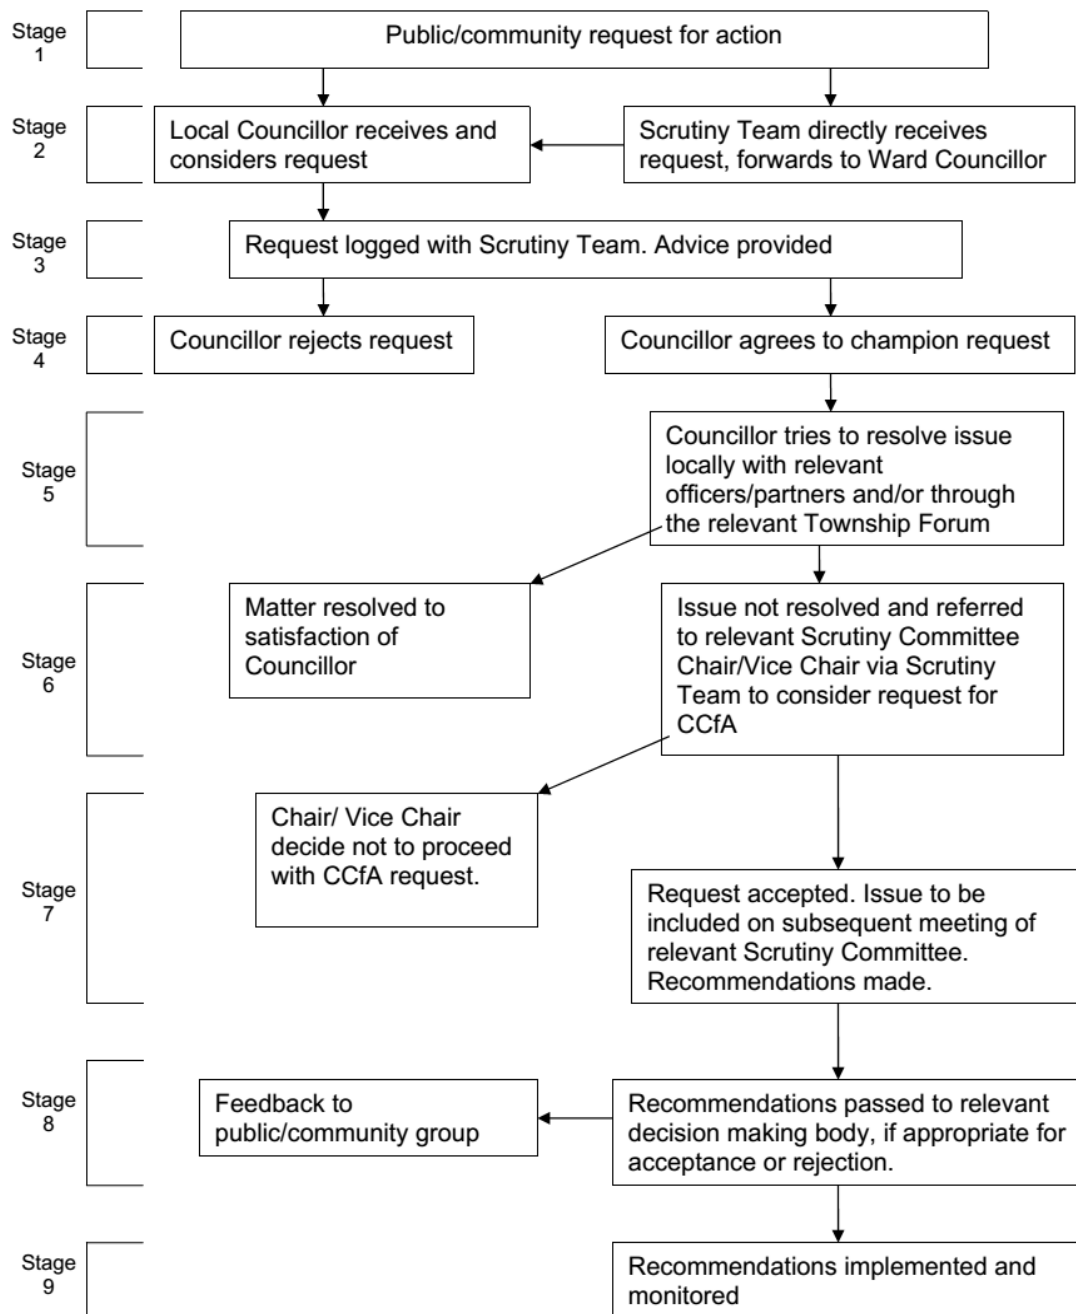 Stage
1
Public/community request for action
Stage
2
Local Councillor receives and
considers request
Scrutiny Team directly receives
request, forwards to Ward Councillor
Stage
3
Request logged with Scrutiny Team. Advice provided
Stage
4
Councillor rejects request
Councillor agrees to champion request
Stage
5
Councillor tries to resolve issue
locally with relevant
officers/partners and/or through
the relevant Township Forum
Stage
6
Matter resolved to
satisfaction of
Councillor
Issue not resolved and referred
to relevant Scrutiny Committee
Chair/Vice Chair via Scrutiny
Team to consider request for
CCfA
Stage
7
Chair/ Vice Chair
decide not to proceed
with CCfA request.
Request accepted. Issue to be
included on subsequent meeting of
relevant Scrutiny Committee.
Recommendations made.
Stage
8
Feedback to
public/community group
Recommendations passed to relevant
decision making body, if appropriate for
acceptance or rejection.
Stage
9
Recommendations implemented and
monitored